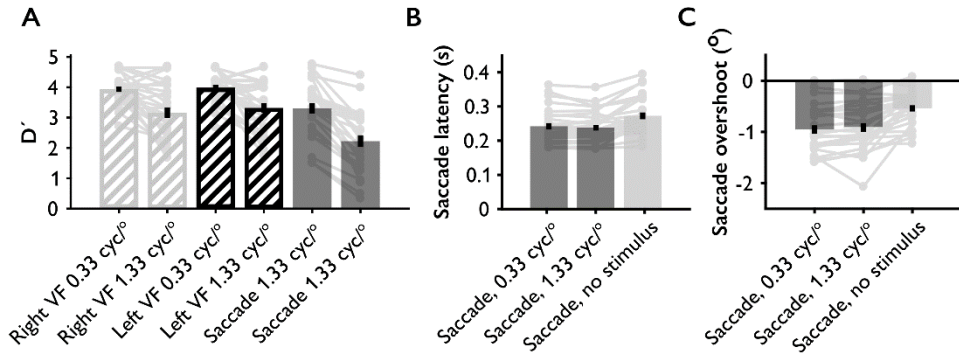 A
D´
5
4
3
2
1
0
Right VF 0.33 cyc/°
Right VF 1.33 cyc/°
Left VF 0.33 cyc/°
Left VF 1.33 cyc/°
Saccade 1.33 cyc/°
Saccade 1.33 cyc/°
B
Saccade latency (s)
0.4
0.3
0.2
0.1
0
Saccade, 0.33 cyc/°
Saccade, 1.33 cyc/°
Saccade, no stimulus
C
Saccade overshoot (°)
0
-1
-2
Saccade, 0.33 cyc/°
Saccade, 1.33 cyc/°
Saccade, no stimulus